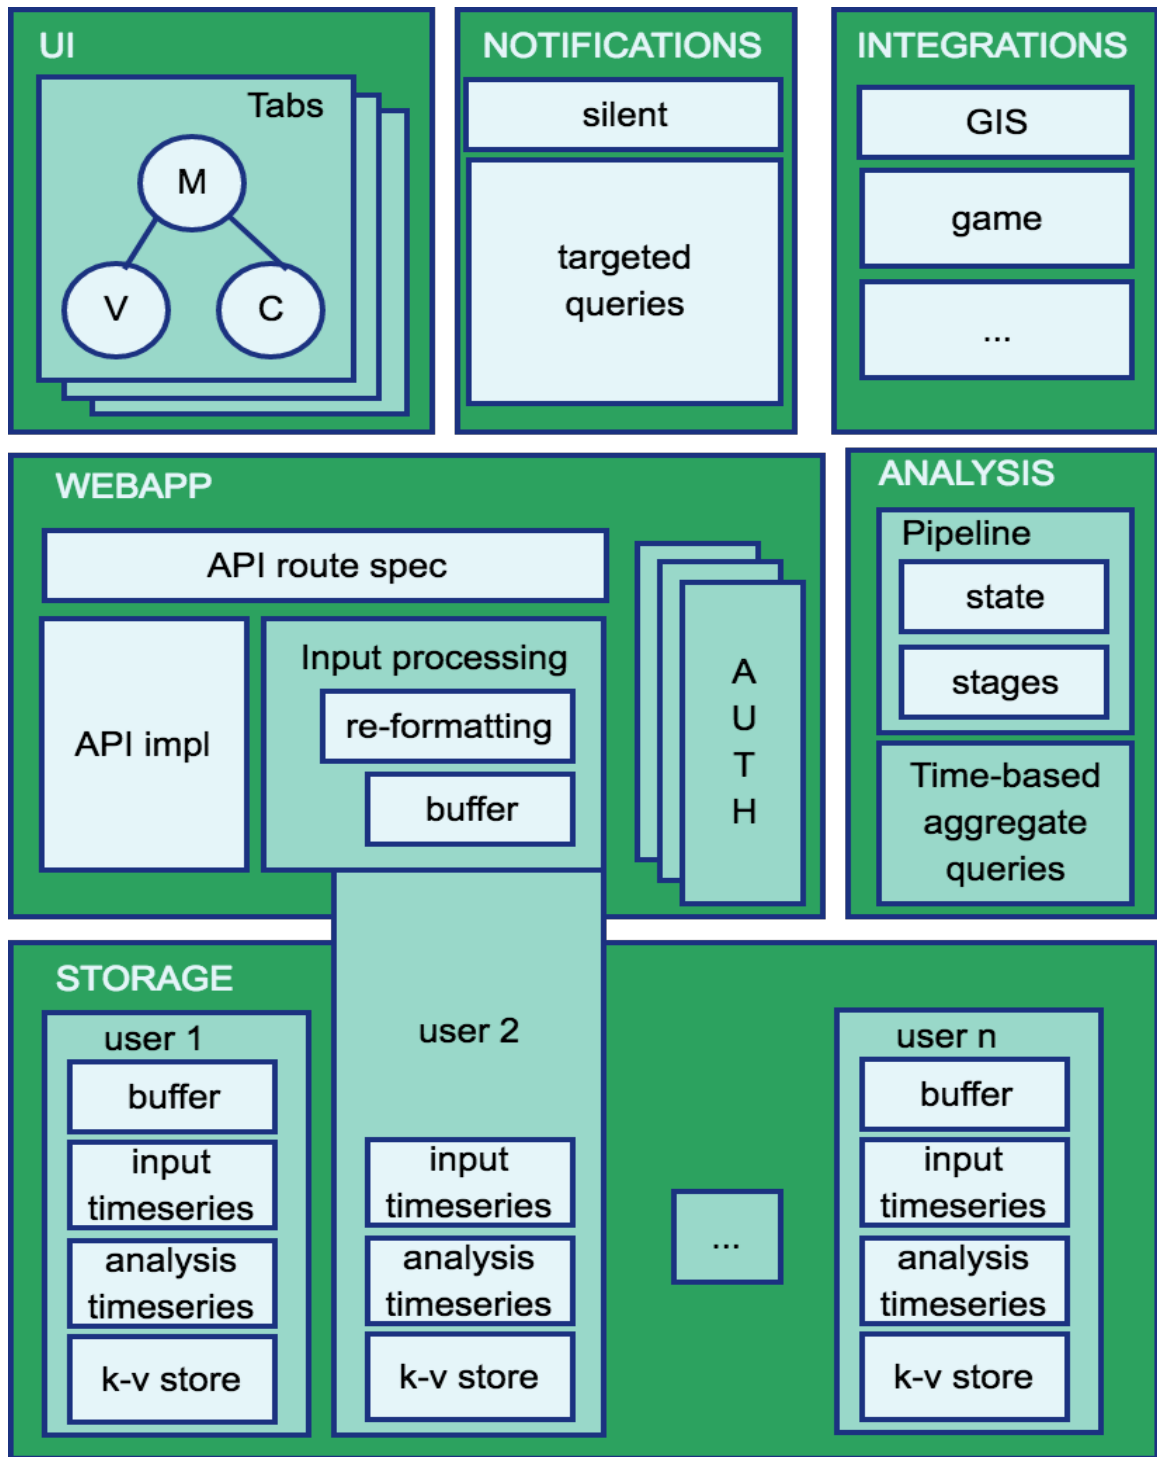 UI
Tabs
M
V
C
NOTIFICATIONS
silent
targeted
queries
INTEGRATIONS
GIS
game
...
WEBAPP
API route spec
API impl
Input processing
re-formatting
buffer
A
U
T
H
ANALYSIS
Pipeline
state
stages
Time-based
aggregate
queries
STORAGE
user 1
buffer
input
timeseries
analysis
timeseries
k-v store
user 2
input
timeseries
analysis
timeseries
k-v store
...
user n
buffer
input
timeseries
analysis
timeseries
k-v store